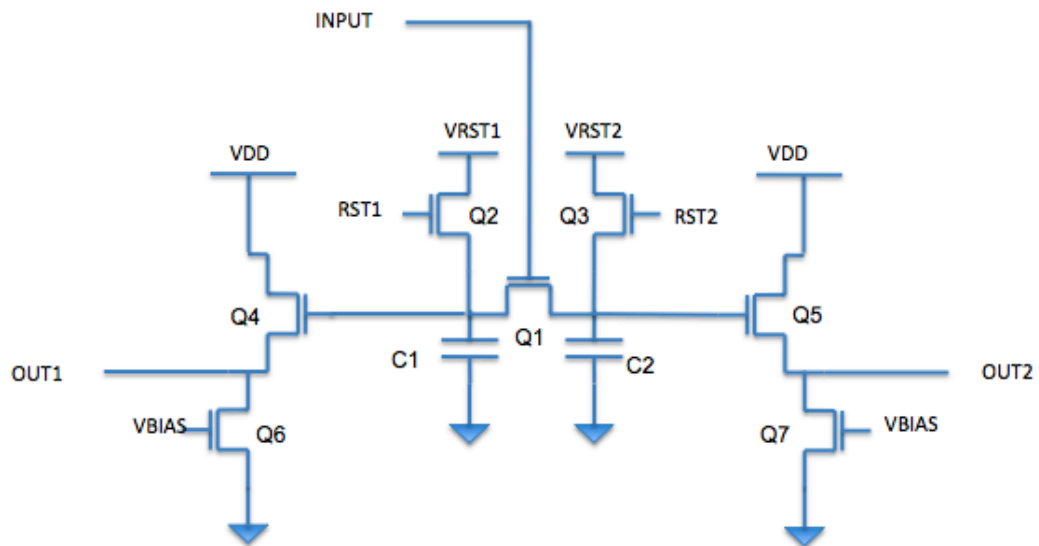 INPUT
VRST1 VRST2
VDD VDD
RST1 Q2 Q3 RST2
Q4 Q1 Q5
C1 C2
OUT1 OUT2
VBIAS Q6 Q7 VBIAS